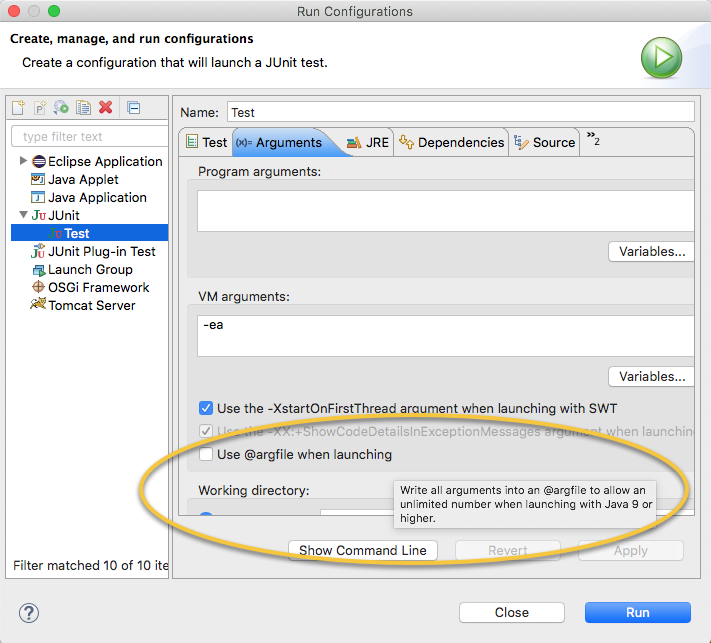 Run Configurations
Create, manage, and run configurations
Create a configuration that will launch a JUnit test.
type filter text
Eclipse Application
Java Applet
Java Application
JUnit
Test
JUnit Plug-in Test
Launch Group
OSGi Framework
Tomcat Server
Filter matched 10 of 10 ite
Name: Test
Test (x)= Arguments JRE Dependencies Source »2
Program arguments:
Variables...
VM arguments:
-ea
Variables...
Use the -XstartOnFirstThread argument when launching with SWT
Use the -XX:+ShowCodeDetailsInExceptionMessages argument when launchin
Use @argfile when launching
Working directory:
Write all arguments into an @argfile to allow an
unlimited number when launching with Java 9 or
higher.
Show Command Line Revert Apply
? Close Run